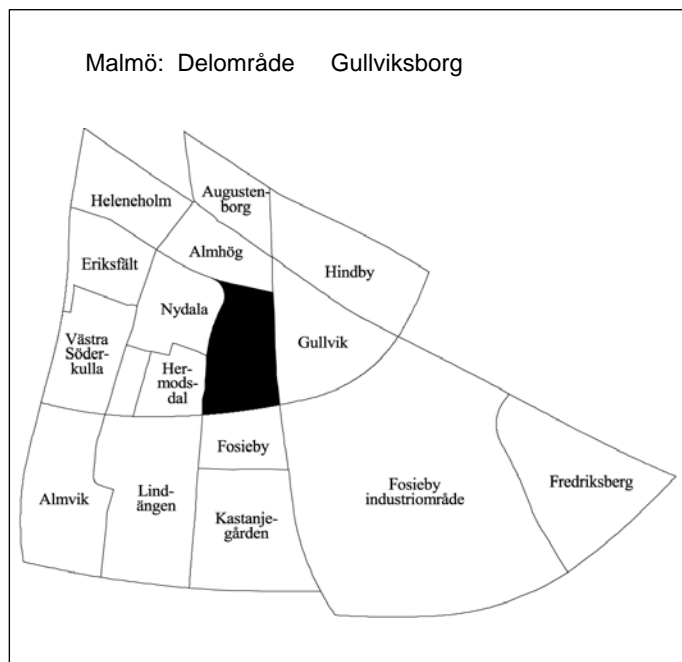 Malmö: Delområde Gullviksborg
Augusten-
borg
Heleneholm
Almhög
Eriksfält
Hindby
Nydala
Gullvik
Västra
Söder-
kulla
Her-
mods-
dal
Fosieby
Almvik
Lind-
ängen
Kastanje-
gården
Fosieby
industriområde
Fredriksberg